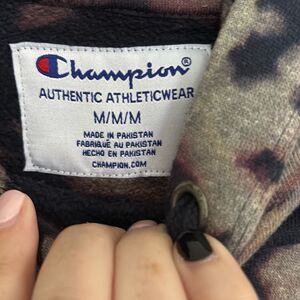 Champion®
AUTHENTIC ATHLETICWEAR
M/M/M
MADE IN PAKISTAN
FABRIQUÉ AU PAKISTAN
HECHO EN PAKISTAN
CHAMPION.COM